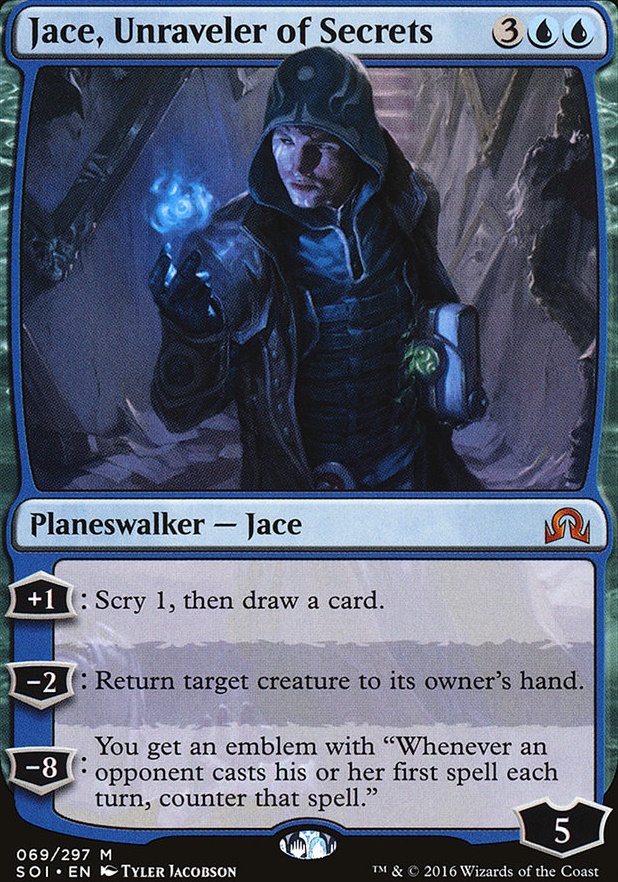 Jace, Unraveler of Secrets 3
Planeswalker — Jace
+1 : Scry 1, then draw a card.
−2 : Return target creature to its owner's hand.
−8 : You get an emblem with “Whenever an
opponent casts his or her first spell each
turn, counter that spell.”
5
069/297 M
SOI • EN Tyler Jacobson
™ & © 2016 Wizards of the Coast